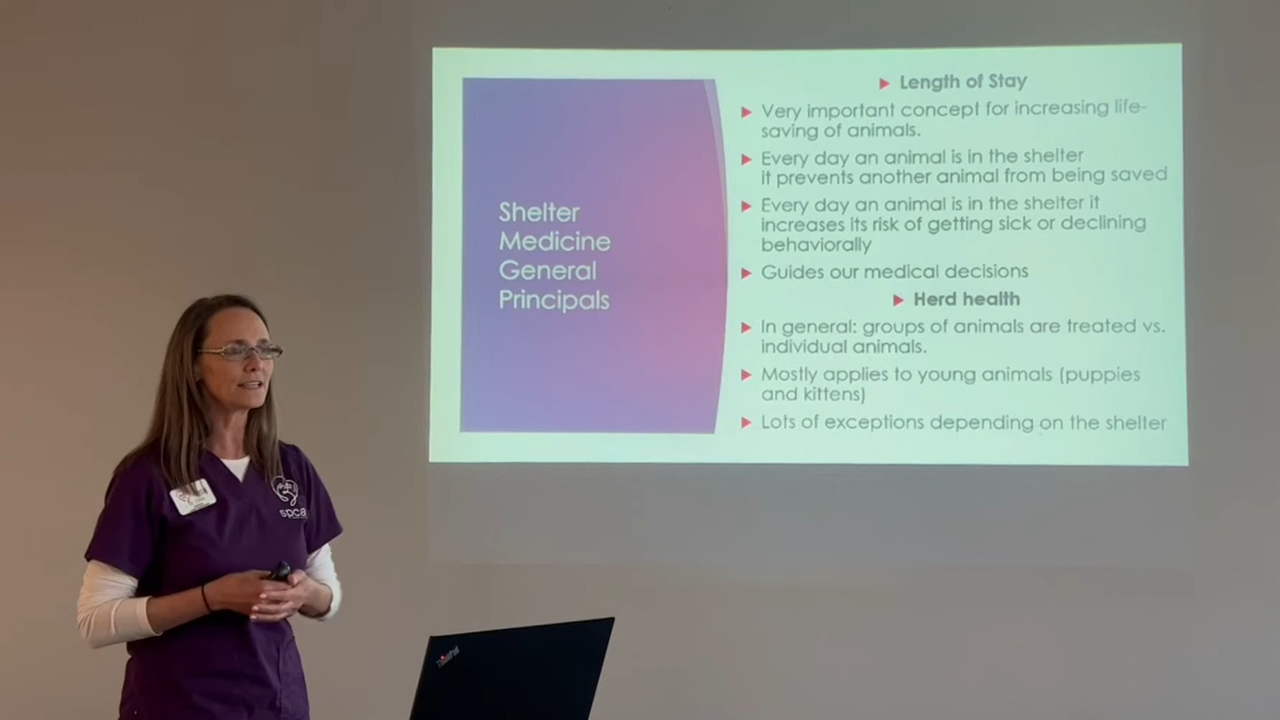 Shelter
Medicine
General
Principals
Length of Stay
Very important concept for increasing life-
saving of animals.
Every day an animal is in the shelter
it prevents another animal from being saved
Every day an animal is in the shelter it
increases its risk of getting sick or declining
behaviorally
Guides our medical decisions
Herd health
In general: groups of animals are treated vs.
individual animals.
Mostly applies to young animals (puppies
and kittens)
Lots of exceptions depending on the shelter
spca
ThinkPad